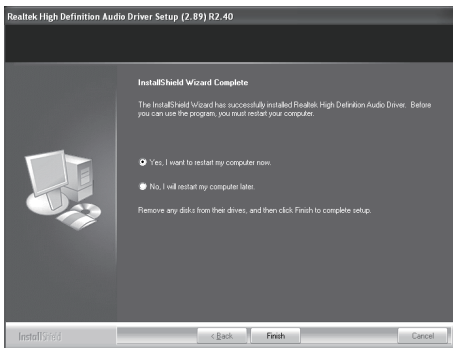 Realtek High Definition Audio Driver Setup (2.89) R2.40
InstallShield Wizard Complete
The InstallShield Wizard has successfully installed Realtek High Definition Audio Driver. Before
you can use the program, you must restart your computer.
Yes, I want to restart my computer now.
No, I will restart my computer later.
Remove any disks from their drives, and then click Finish to complete setup.
InstallShield
< Back
Finish
Cancel